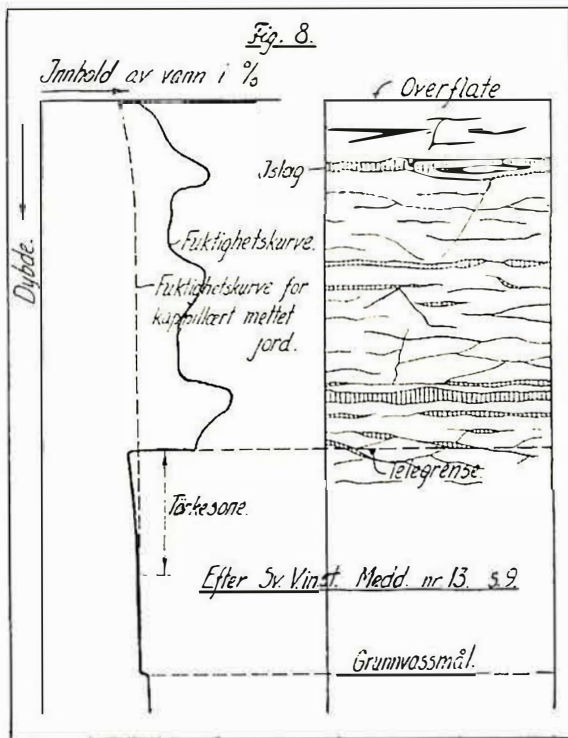 Fig. 8.
Innhold av vann i %
Overflate
Islag
Dybde.
Fuktighetskurve.
Fuktighetskurve for
kappillært mettet
jord.
Telegrense.
Tørkesone.
Efter Sv. V.inst. Medd. nr 13. s 9.
Grunnvassmål.